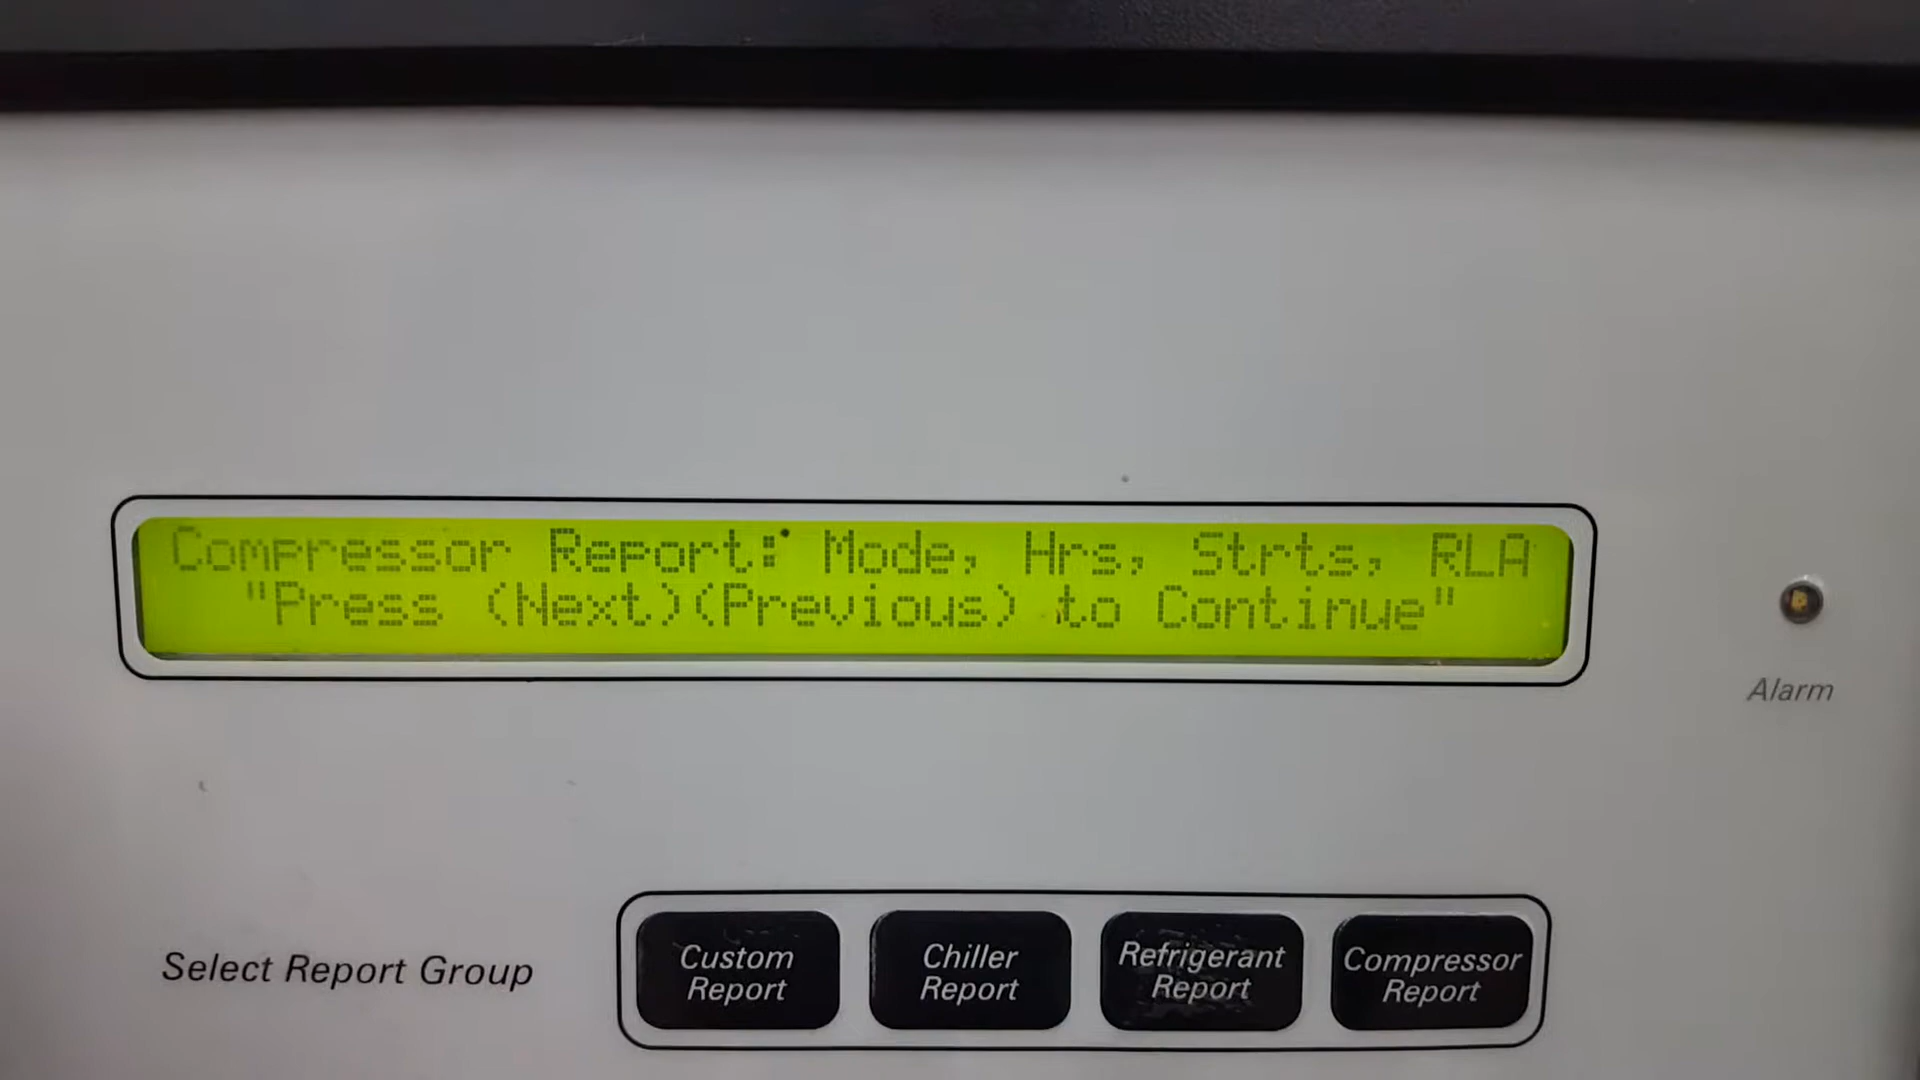 Compressor Report: Mode, Hrs, Strts, RLA
"Press (Next)(Previous) to Continue"
Alarm
Select Report Group
Custom
Report
Chiller
Report
Refrigerant
Report
Compressor
Report